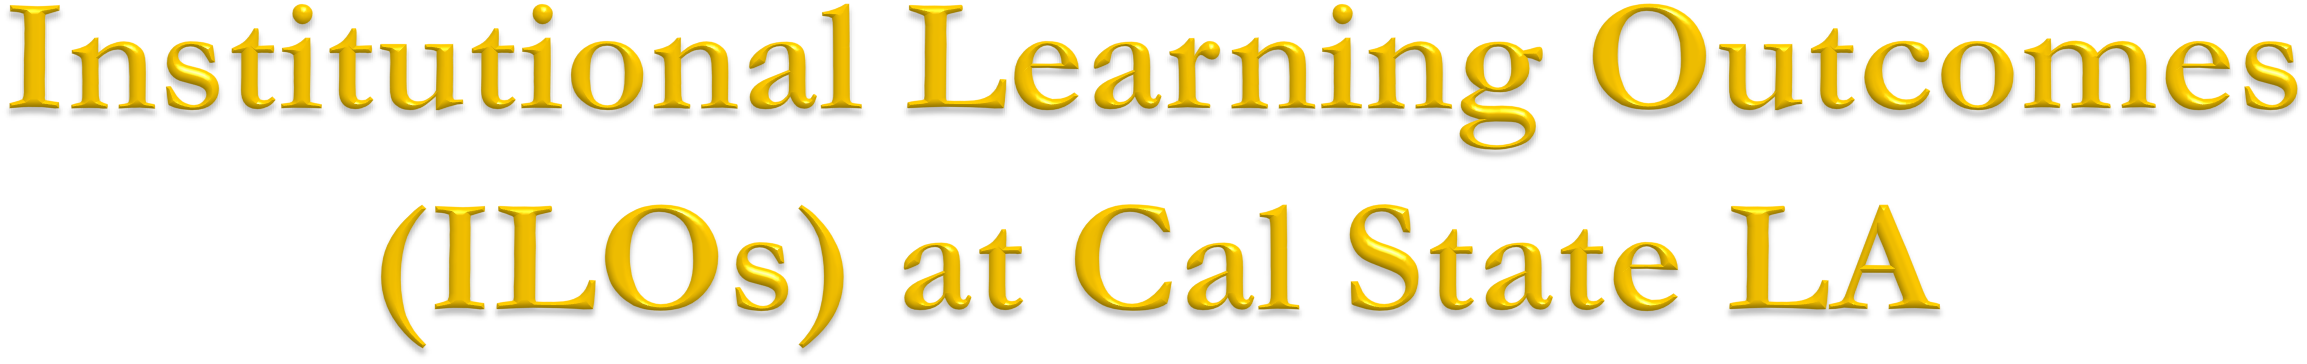 Institutional Learning Outcomes
(ILOs) at Cal State LA